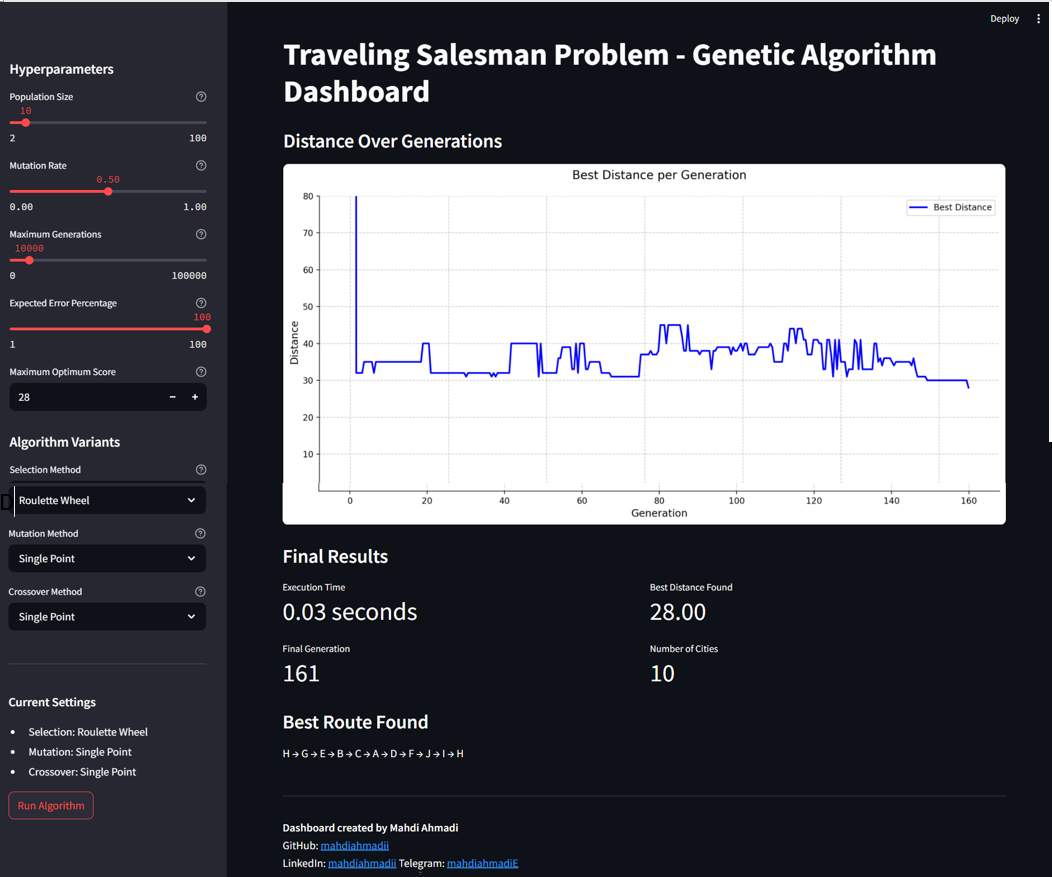 Deploy
Hyperparameters
Population Size
10
2 100
Mutation Rate
0.50
0.00 1.00
Maximum Generations
10000
0 100000
Expected Error Percentage
100
1 100
Maximum Optimum Score
28 − +
Algorithm Variants
Selection Method
D
Roulette Wheel
Mutation Method
Single Point
Crossover Method
Single Point
Current Settings
• Selection: Roulette Wheel
• Mutation: Single Point
• Crossover: Single Point
Run Algorithm
Traveling Salesman Problem - Genetic Algorithm
Dashboard
Distance Over Generations
Best Distance per Generation
Best Distance
80
70
60
50
40
30
20
10
Distance
0 20 40 60 80 100 120 140 160
Generation
Final Results
Execution Time Best Distance Found
0.03 seconds 28.00
Final Generation Number of Cities
161 10
Best Route Found
H → G → E → B → C → A → D → F → J → I → H
Dashboard created by Mahdi Ahmadi
GitHub: mahdiahmadii
LinkedIn: mahdiahmadii Telegram: mahdiahmadiE